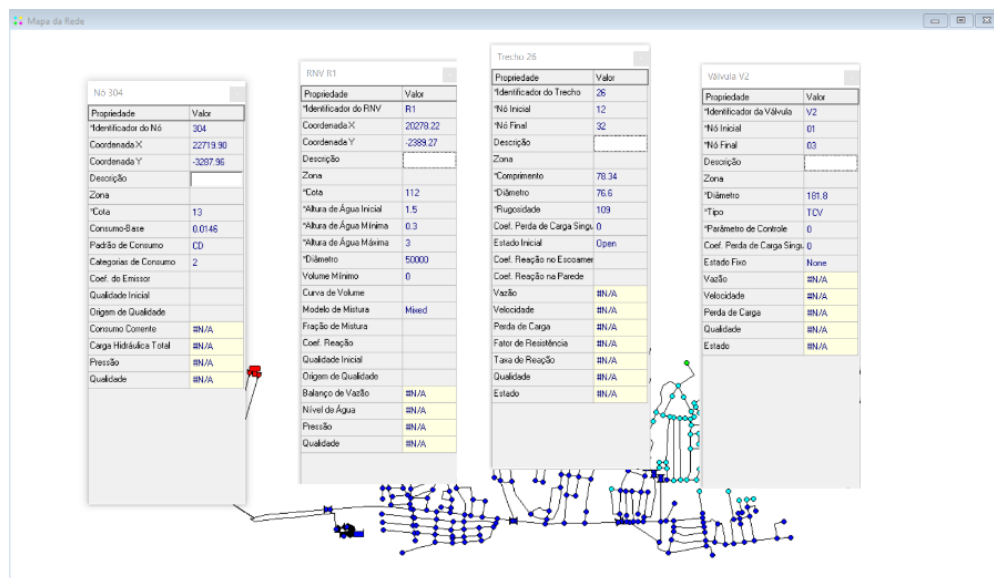 Mapa da Rede
Nó 304
Propriedade Valor
*Identificador do Nó 304
Coordenada X 22719.90
Coordenada Y -3287.96
Descrição
Zona
*Cota 13
Consumo-Base 0.0146
Padrão de Consumo CD
Categorias de Consumo 2
Coef. do Emissor
Qualidade Inicial
Origem de Qualidade
Consumo Corrente #N/A
Carga Hidráulica Total #N/A
Pressão #N/A
Qualidade #N/A
RNV R1
Propriedade Valor
*Identificador do RNV R1
Coordenada X 20278.22
Coordenada Y -2389.27
Descrição
Zona
*Cota 112
*Altura de Água Inicial 1.5
*Altura de Água Mínima 0.3
*Altura de Água Máxima 3
*Diâmetro 50000
Volume Mínimo 0
Curva de Volume
Modelo de Mistura Mixed
Fração de Mistura
Coef. Reação
Qualidade Inicial
Origem de Qualidade
Balanço de Vazão #N/A
Nível de Água #N/A
Pressão #N/A
Qualidade #N/A
Trecho 26
Propriedade Valor
*Identificador do Trecho 26
*Nó Inicial 12
*Nó Final 32
Descrição
Zona
*Comprimento 78.34
*Diâmetro 76.6
*Rugosidade 109
Coef. Perda de Carga Singu 0
Estado Inicial Open
Coef. Reação no Escoamer
Coef. Reação na Parede
Vazão #N/A
Velocidade #N/A
Perda de Carga #N/A
Fator de Resistência #N/A
Taxa de Reação #N/A
Qualidade #N/A
Estado #N/A
Válvula V2
Propriedade Valor
*Identificador da Válvula V2
*Nó Inicial 01
*Nó Final 03
Descrição
Zona
*Diâmetro 181.8
*Tipo TCV
*Parâmetro de Controle 0
Coef. Perda de Carga Singu 0
Estado Fixo None
Vazão #N/A
Velocidade #N/A
Perda de Carga #N/A
Qualidade #N/A
Estado #N/A